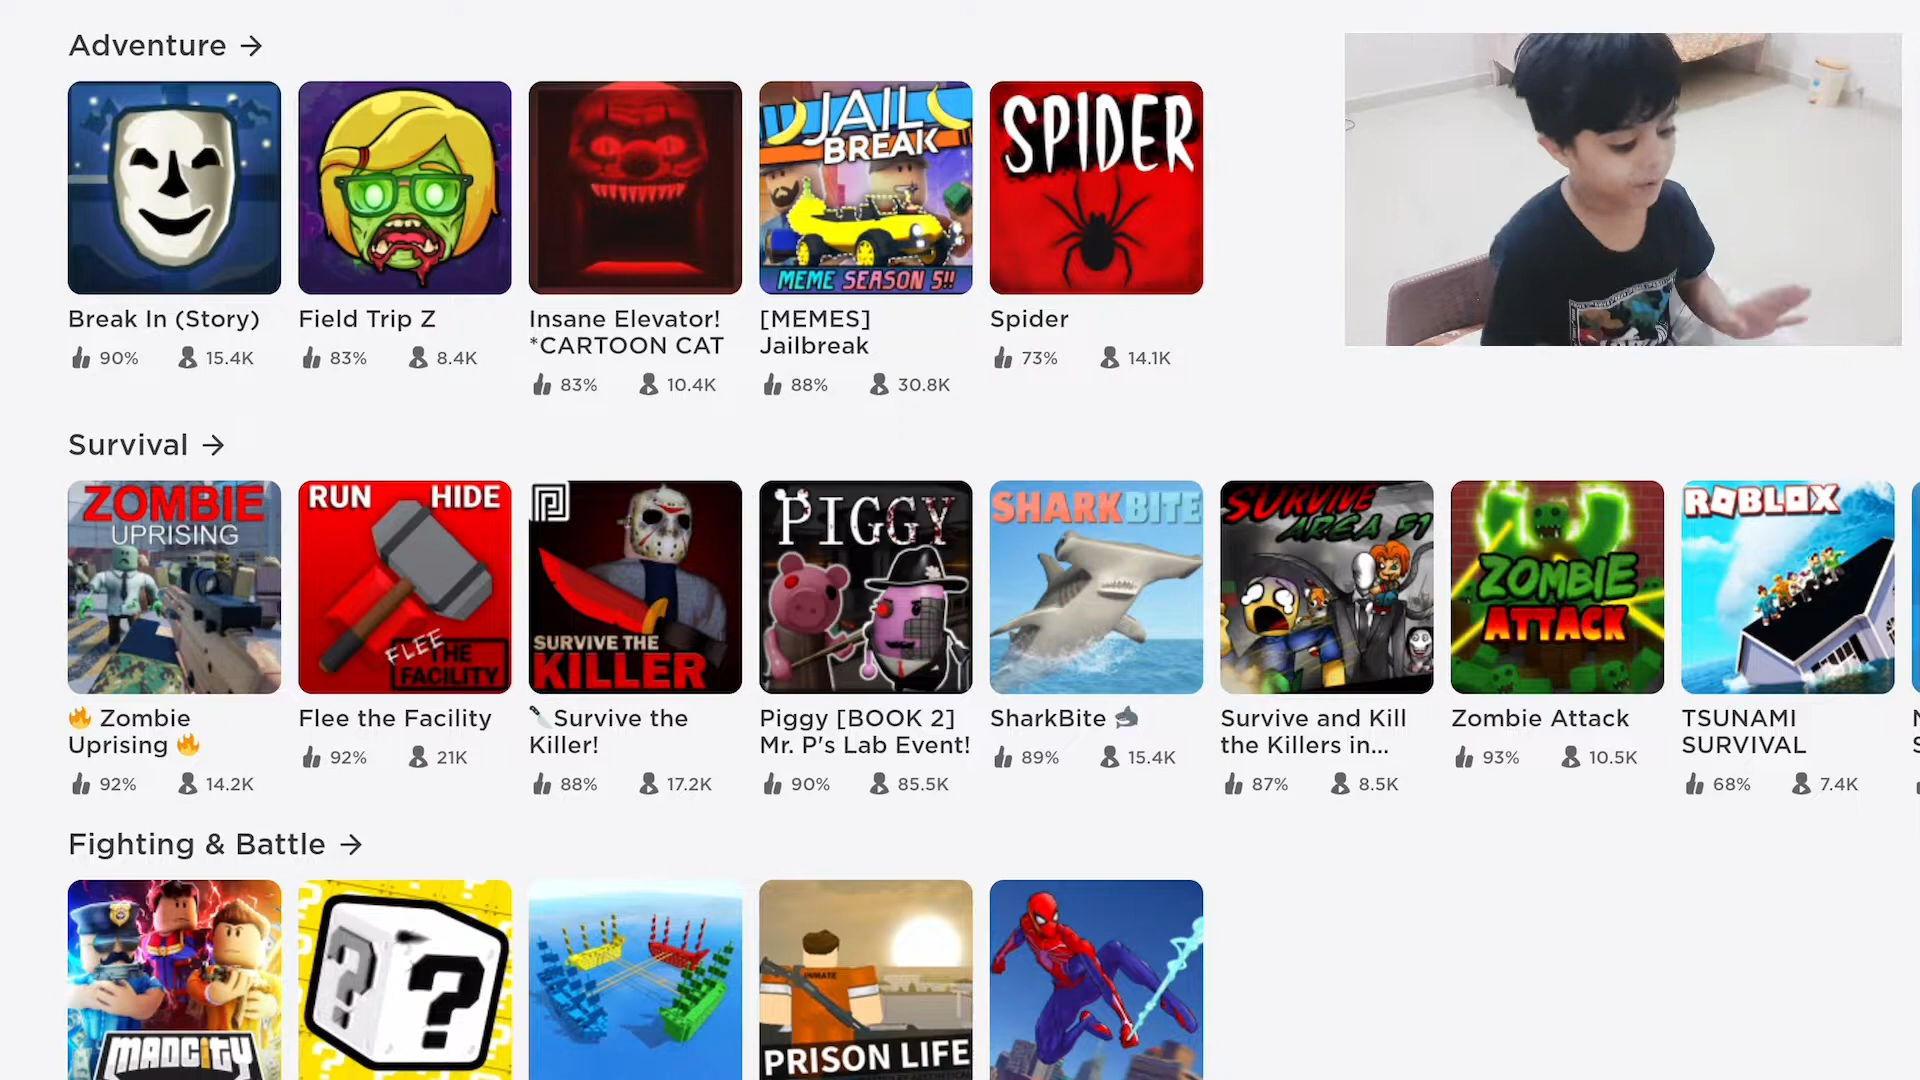 Adventure
JAIL
BREAK
MEME SEASON 5!!
SPIDER
Break In (Story)
Field Trip Z
Insane Elevator!
*CARTOON CAT
[MEMES]
Jailbreak
Spider
90% 15.4K
83% 8.4K
83% 10.4K
88% 30.8K
73% 14.1K
Survival
ZOMBIE
UPRISING
RUN HIDE
FLEE
THE
FACILITY
SURVIVE THE
KILLER
PIGGY
SHARKBITE
SURVIVE
AREA 51
ZOMBIE
ATTACK
ROBLOX
🔥 Zombie
Uprising 🔥
Flee the Facility
🔪Survive the
Killer!
Piggy [BOOK 2]
Mr. P's Lab Event!
SharkBite 🦈
Survive and Kill
the Killers in...
Zombie Attack
TSUNAMI
SURVIVAL
92% 14.2K
92% 21K
88% 17.2K
90% 85.5K
89% 15.4K
87% 8.5K
93% 10.5K
68% 7.4K
Fighting & Battle
MADCITY
? ?
INMATE
PRISON LIFE